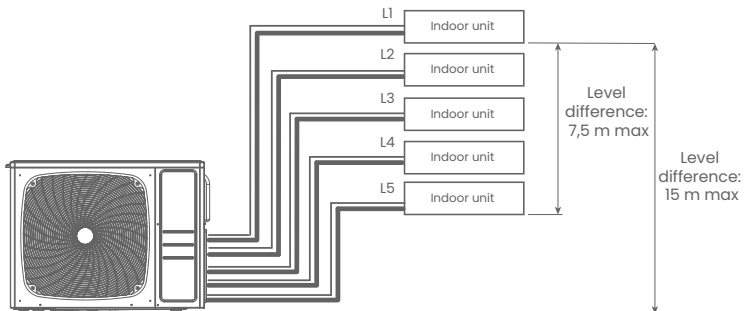 L1
Indoor unit
L2
Indoor unit
L3
Indoor unit
L4
Indoor unit
L5
Indoor unit
Level
difference:
7,5 m max
Level
difference:
15 m max